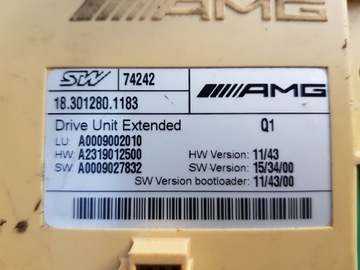 AMG
SW 74242
18.301280.1183
AMG
Drive Unit Extended Q1
LU: A0009002010
HW: A2319012500 HW Version: 11/43
SW: A0009027832 SW Version: 15/34/00
SW Version bootloader: 11/43/00